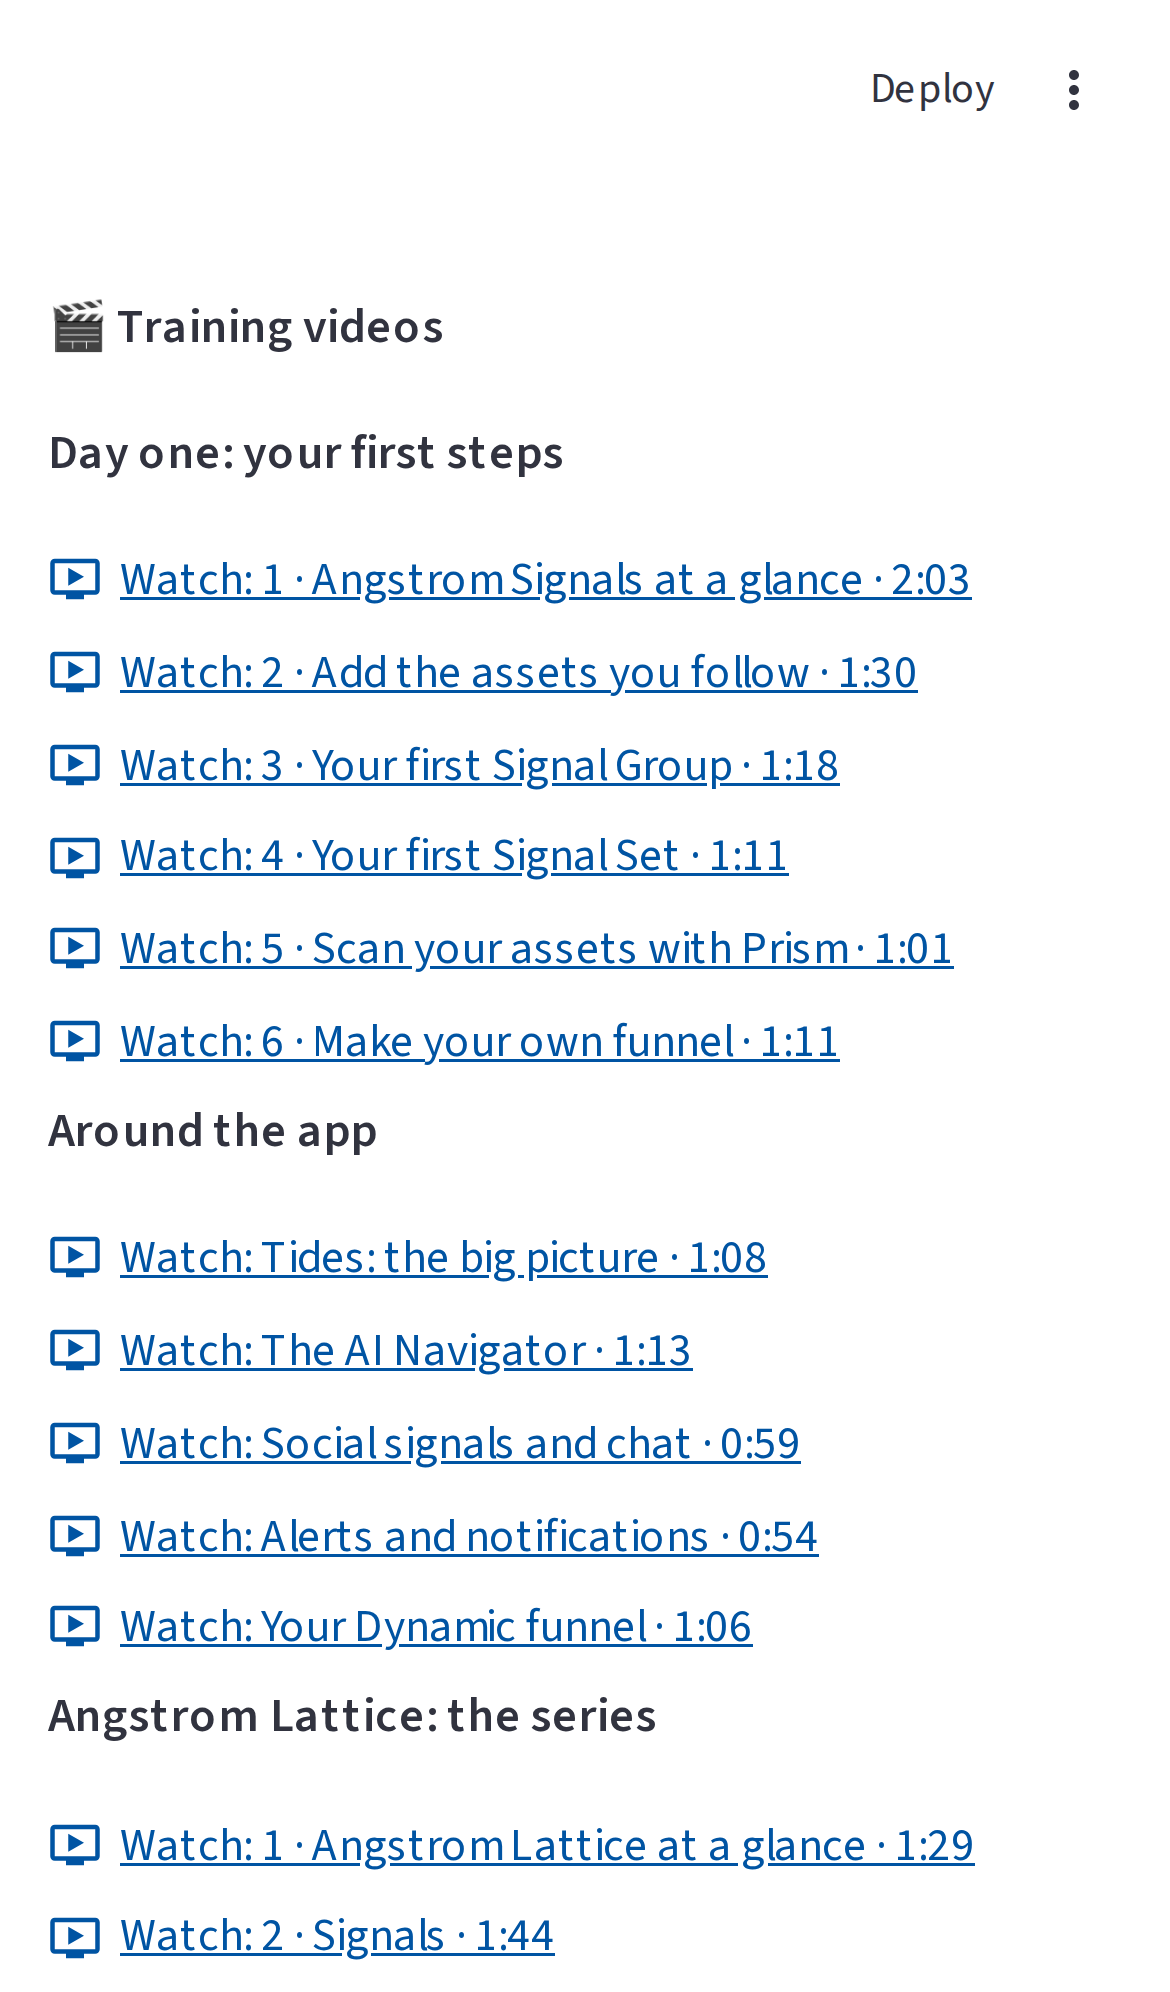 Deploy
Training videos
Day one: your first steps
Watch: 1 · Angstrom Signals at a glance · 2:03
Watch: 2 · Add the assets you follow · 1:30
Watch: 3 · Your first Signal Group · 1:18
Watch: 4 · Your first Signal Set · 1:11
Watch: 5 · Scan your assets with Prism · 1:01
Watch: 6 · Make your own funnel · 1:11
Around the app
Watch: Tides: the big picture · 1:08
Watch: The AI Navigator · 1:13
Watch: Social signals and chat · 0:59
Watch: Alerts and notifications · 0:54
Watch: Your Dynamic funnel · 1:06
Angstrom Lattice: the series
Watch: 1 · Angstrom Lattice at a glance · 1:29
Watch: 2 · Signals · 1:44